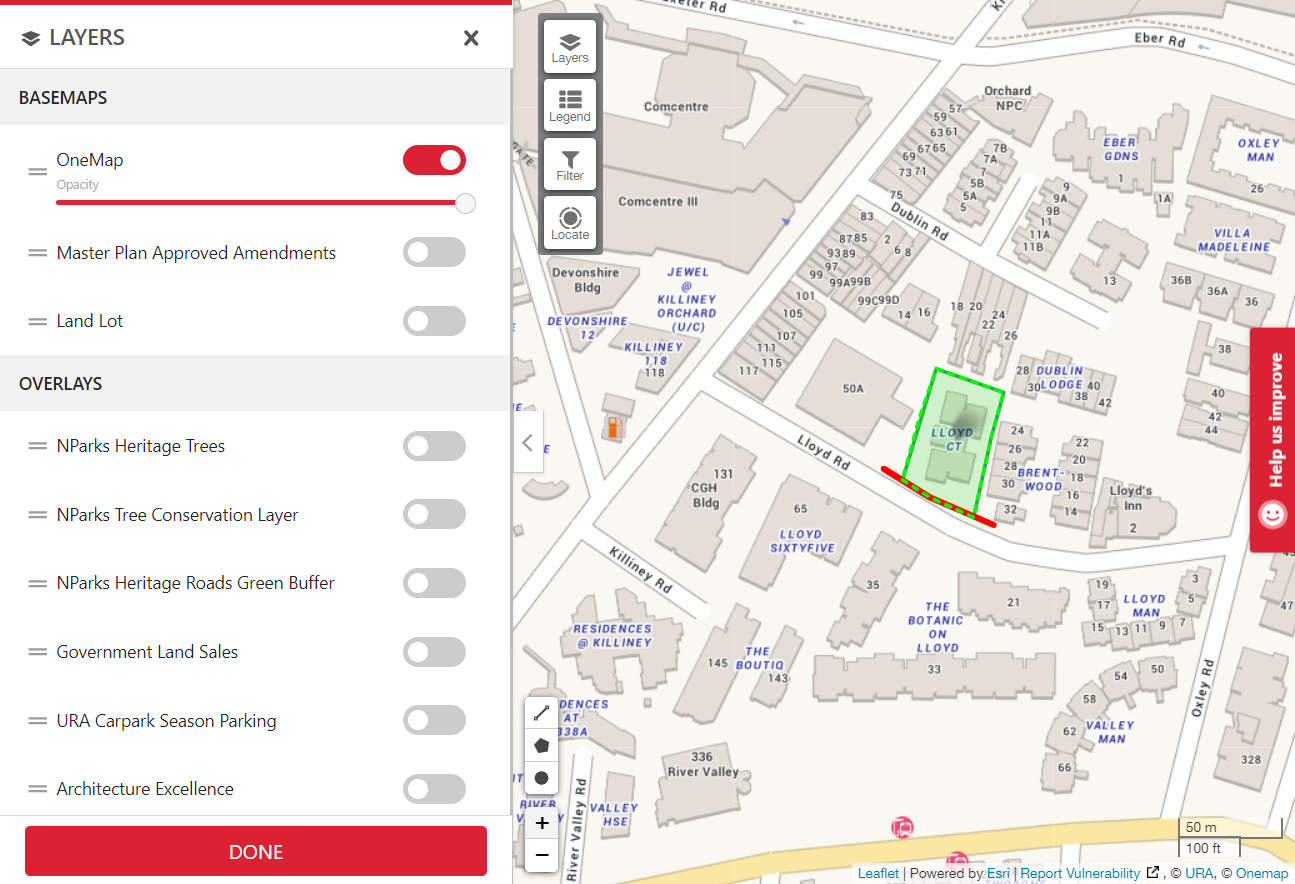 LAYERS
BASEMAPS
OneMap
Opacity
Master Plan Approved Amendments
Land Lot
OVERLAYS
NParks Heritage Trees
NParks Tree Conservation Layer
NParks Heritage Roads Green Buffer
Government Land Sales
URA Carpark Season Parking
Architecture Excellence
DONE
Layers
Legend
Filter
Locate
Exeter Rd
Eber Rd
Comcentre
Comcentre III
Orchard
NPC
57
59
63 61
67 65
69
73 71
75
7B
7A
7
5B
5A
5
EBER
GDNS
1
1A
OXLEY
MAN
26
9
9A
9B
11
11A
11B
VILLA
MADELEINE
13
36B
36A
36
Dublin Rd
83
87 85
2
6 8
93 89
97
99
99A 99B
99C 99D
14 16
18 20
24
22
26
Devonshire
Bldg
JEWEL
@
KILLINEY
ORCHARD
(U/C)
DEVONSHIRE
12
KILLINEY
118
118
101
105
107
111
115
117
50A
28
30
DUBLIN
LODGE
40
38
42
38
40
42
44
LLOYD
CT
24
26
28
30
32
BRENT-
WOOD
22
20
18
16
14
Lloyd's
Inn
2
Lloyd Rd
131
CGH
Bldg
65
LLOYD
SIXTYFIVE
Killiney Rd
35
21
THE
BOTANIC
ON
LLOYD
33
19
17
15
13
11
9
7
LLOYD
MAN
3
5
47
RESIDENCES
@ KILLINEY
145
THE
BOUTIQ
143
54
50
58
62
66
VALLEY
MAN
Oxley Rd
328
DENCES
AT
338A
336
River Valley
VALLEY
HSE
RIVER
River Valley Rd
Help us improve
+
−
50 m
100 ft
Leaflet | Powered by Esri | Report Vulnerability , © URA, © Onemap